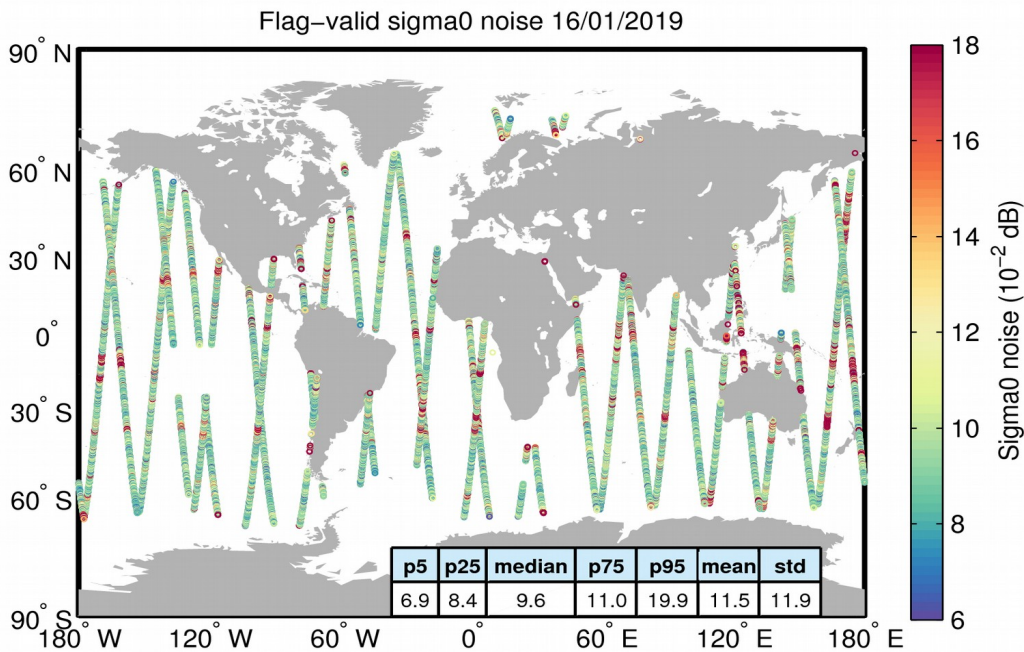 Flag−valid sigma0 noise 16/01/2019
90° N
60° N
30° N
0°
30° S
60° S
90° S
180° W
120° W
60° W
0°
60° E
120° E
180° E
p5 p25 median p75 p95 mean std
6.9 8.4 9.6 11.0 19.9 11.5 11.9
18
16
14
12
10
8
6
Sigma0 noise (10⁻² dB)